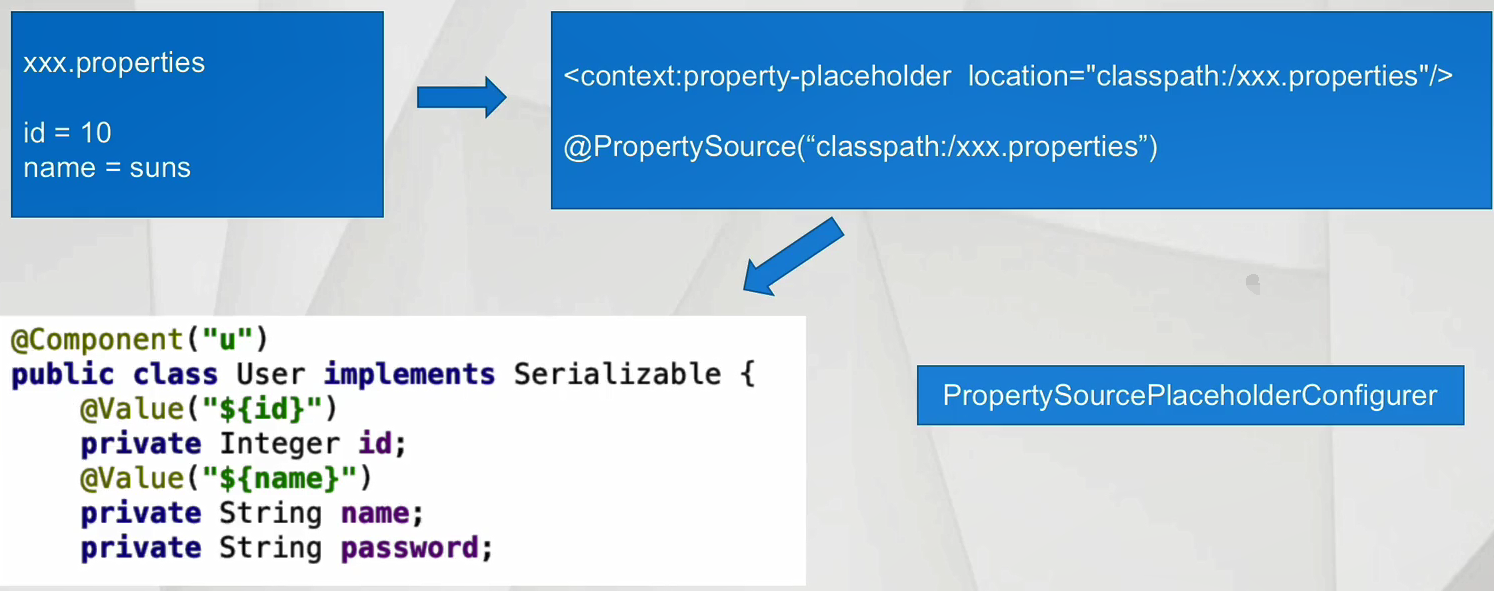 xxx.properties
id = 10
name = suns
<context:property-placeholder  location="classpath:/xxx.properties"/>
@PropertySource(“classpath:/xxx.properties”)
@Component("u")
public class User implements Serializable {
    @Value("${id}")
    private Integer id;
    @Value("${name}")
    private String name;
    private String password;
PropertySourcePlaceholderConfigurer